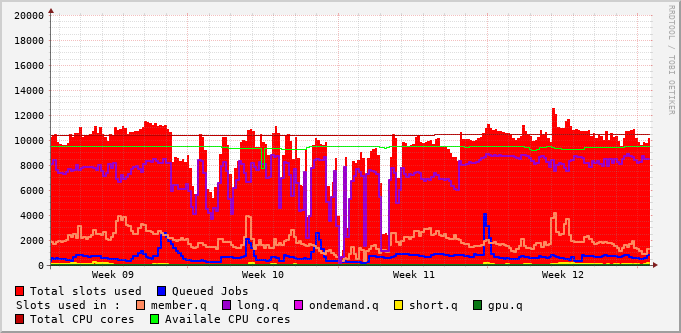 20000
18000
16000
14000
12000
10000
8000
6000
4000
2000
0
RRDTOOL / TOBI OETIKER
Week 09 Week 10 Week 11 Week 12
Total slots used Queued Jobs
Slots used in : member.q long.q ondemand.q short.q gpu.q
Total CPU cores Availale CPU cores